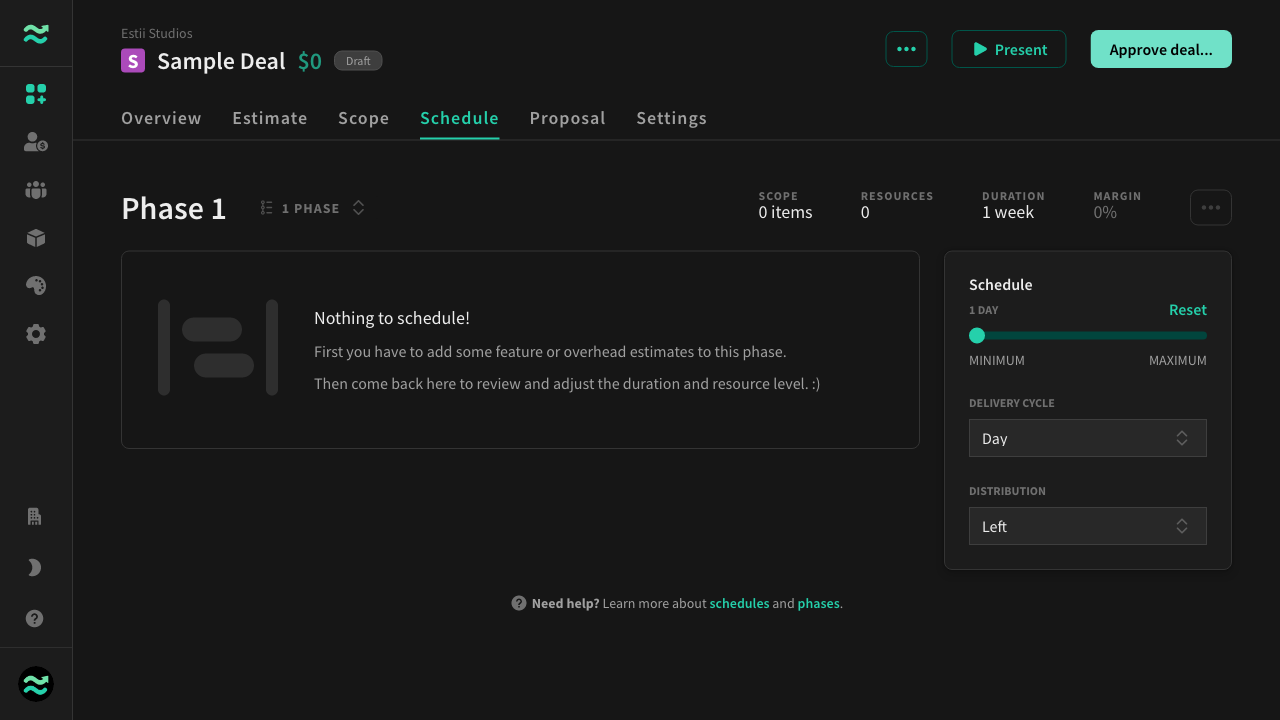 Estii Studios
S Sample Deal $0 Draft
Present
Approve deal...
Overview Estimate Scope Schedule Proposal Settings
Phase 1
1 PHASE
SCOPE
0 items
RESOURCES
0
DURATION
1 week
MARGIN
0%
Nothing to schedule!
First you have to add some feature or overhead estimates to this phase.
Then come back here to review and adjust the duration and resource level. :)
Schedule
1 DAY Reset
MINIMUM MAXIMUM
DELIVERY CYCLE
Day
DISTRIBUTION
Left
Need help? Learn more about schedules and phases.